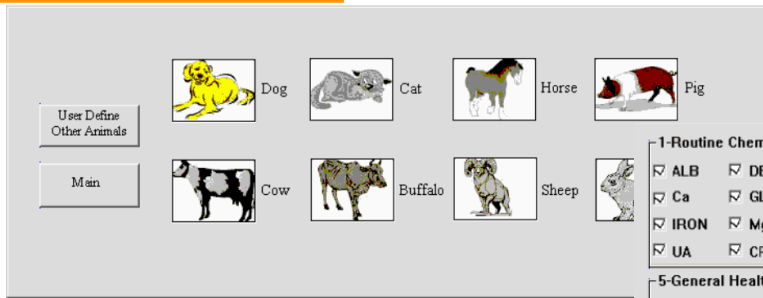 Dog
Cat
Horse
Pig
User Define
Other Animals
Main
Cow
Buffalo
Sheep
1-Routine Chem
ALB
Ca
GL
IRON
UA
5-General Healt